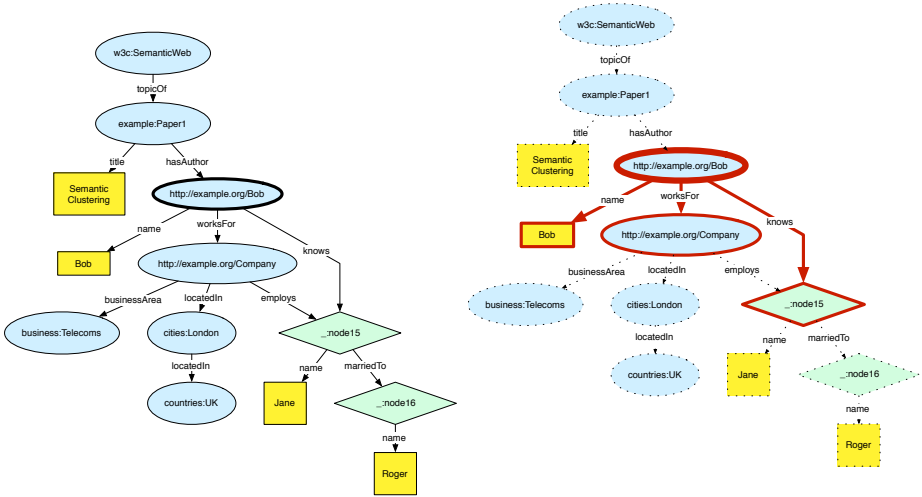 w3c:SemanticWeb
topicOf
example:Paper1
title
hasAuthor
Semantic
Clustering
http://example.org/Bob
name
worksFor
knows
Bob
http://example.org/Company
businessArea
locatedIn
employs
business:Telecoms
cities:London
_:node15
locatedIn
name
marriedTo
countries:UK
Jane
_:node16
name
Roger
w3c:SemanticWeb
topicOf
example:Paper1
title
hasAuthor
Semantic
Clustering
http://example.org/Bob
name
worksFor
knows
Bob
http://example.org/Company
businessArea
locatedIn
employs
business:Telecoms
cities:London
_:node15
locatedIn
name
marriedTo
countries:UK
Jane
_:node16
name
Roger